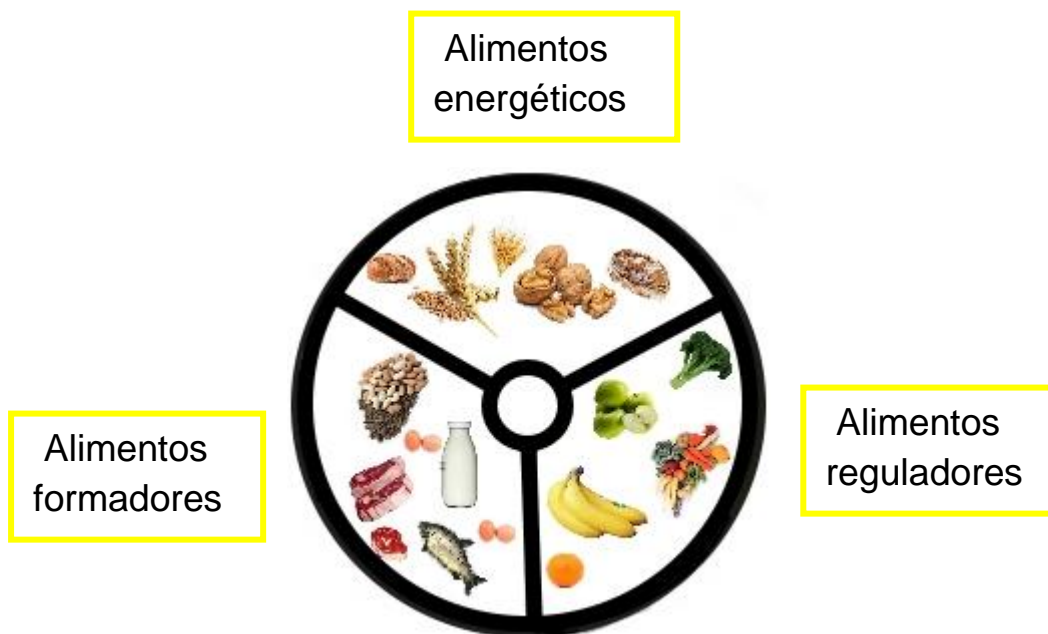 Alimentos
energéticos
Alimentos
formadores
Alimentos
reguladores